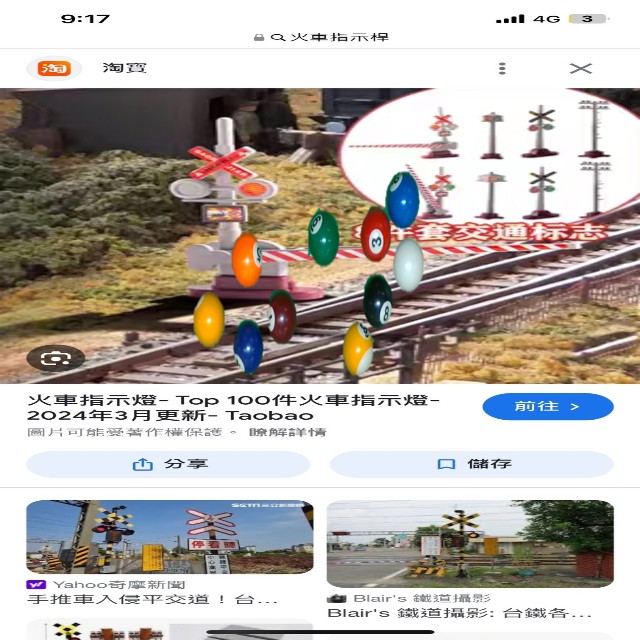 9:17
4G
3
火車指示桿
淘
淘寶
3
8
8件套交通标志
火車指示燈- Top 100件火車指示燈-
2024年3月更新- Taobao
前往 >
圖片可能受著作權保護。 瞭解詳情
分享
儲存
停看聽
Yahoo奇摩新聞
手推車入侵平交道！台...
Blair's 鐵道攝影
Blair's 鐵道攝影: 台鐵各...